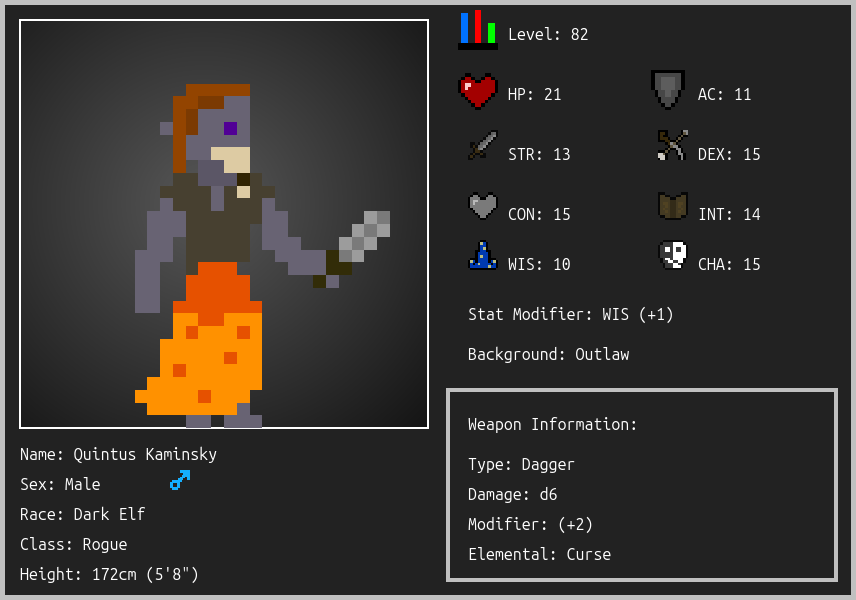 Level: 82
HP: 21
AC: 11
STR: 13
DEX: 15
CON: 15
INT: 14
WIS: 10
CHA: 15
Stat Modifier: WIS (+1)
Background: Outlaw
Weapon Information:
Type: Dagger
Damage: d6
Modifier: (+2)
Elemental: Curse
Name: Quintus Kaminsky
Sex: Male
Race: Dark Elf
Class: Rogue
Height: 172cm (5'8")